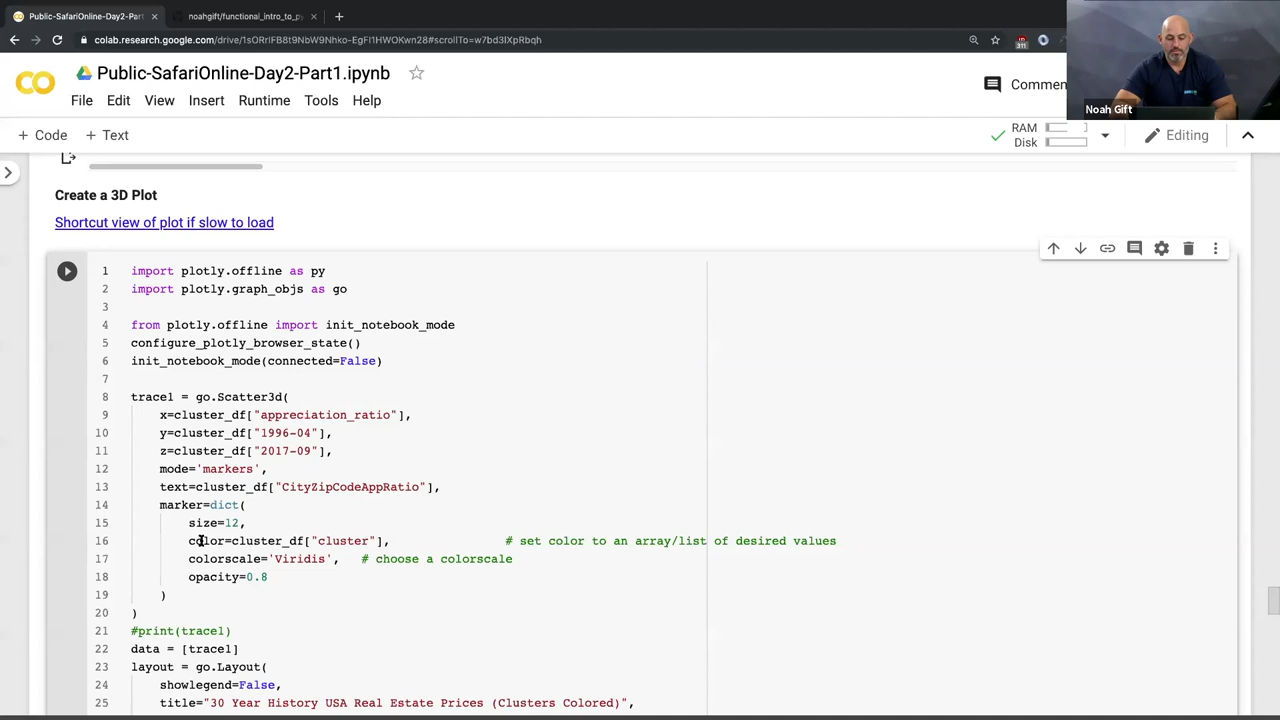 Public-SafariOnline-Day2-Part
noahgift/functional_intro_to_py
colab.research.google.com/drive/1sORrlFB8t9NbW9Nhko-EgFl1HWOKwn28#scrollTo=w7bd3lXpRbqh
311
Noah Gift
CO
Public-SafariOnline-Day2-Part1.ipynb
File Edit View Insert Runtime Tools Help
Commen
+ Code + Text
RAM
Disk
Editing
Create a 3D Plot
Shortcut view of plot if slow to load
1 import plotly.offline as py
2 import plotly.graph_objs as go
3
4 from plotly.offline import init_notebook_mode
5 configure_plotly_browser_state()
6 init_notebook_mode(connected=False)
7
8 trace1 = go.Scatter3d(
9 x=cluster_df["appreciation_ratio"],
10 y=cluster_df["1996-04"],
11 z=cluster_df["2017-09"],
12 mode='markers',
13 text=cluster_df["CityZipCodeAppRatio"],
14 marker=dict(
15 size=12,
16 color=cluster_df["cluster"], # set color to an array/list of desired values
17 colorscale='Viridis', # choose a colorscale
18 opacity=0.8
19 )
20 )
21 #print(trace1)
22 data = [trace1]
23 layout = go.Layout(
24 showlegend=False,
25 title="30 Year History USA Real Estate Prices (Clusters Colored)",